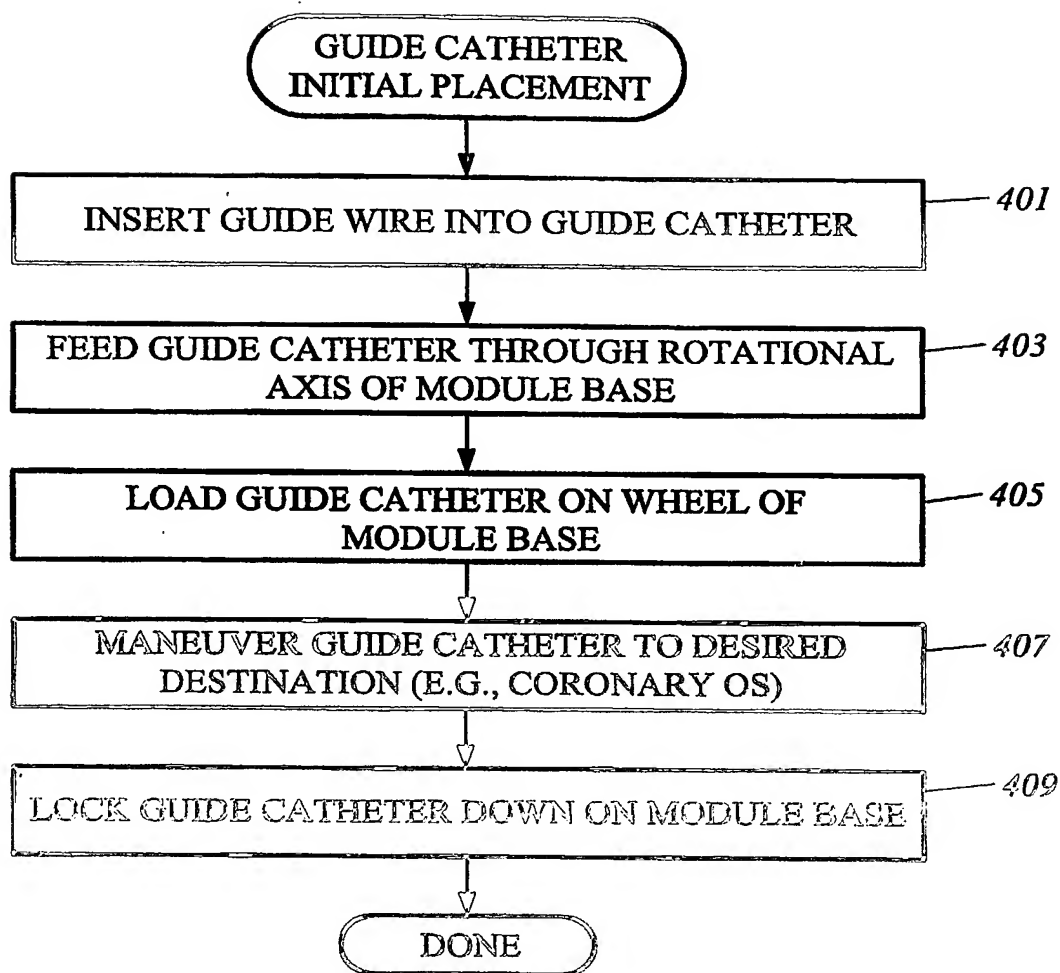 GUIDE CATHETER
INITIAL PLACEMENT
INSERT GUIDE WIRE INTO GUIDE CATHETER
401
FEED GUIDE CATHETER THROUGH ROTATIONAL
AXIS OF MODULE BASE
403
LOAD GUIDE CATHETER ON WHEEL OF
MODULE BASE
405
MANEUVER GUIDE CATHETER TO DESIRED
DESTINATION (E.G., CORONARY OS)
407
LOCK GUIDE CATHETER DOWN ON MODULE BASE
409
DONE